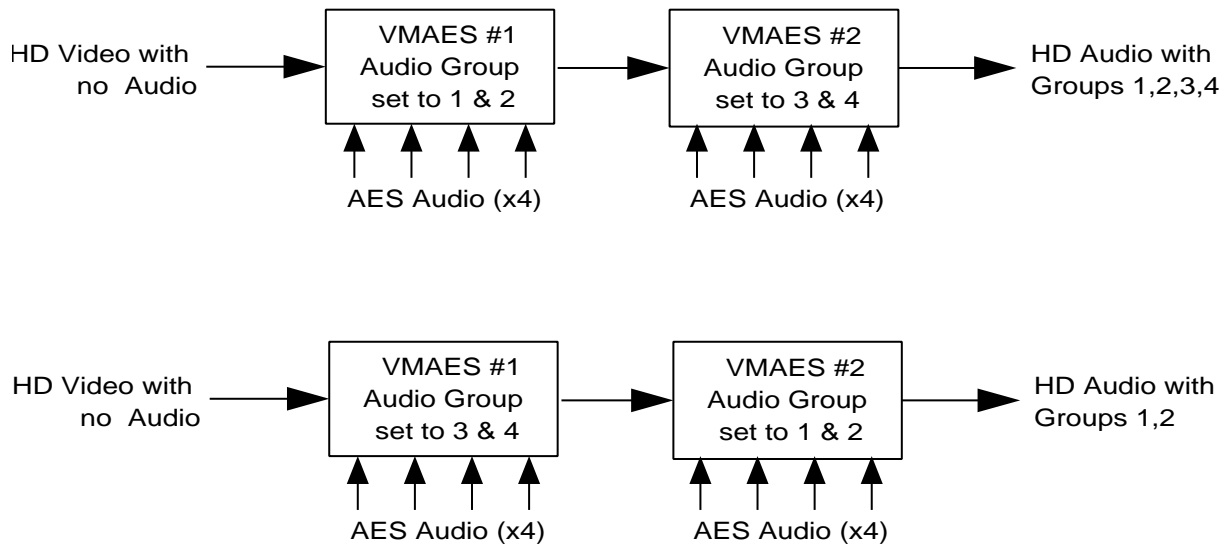 HD Video with
no Audio
VMAES #1
Audio Group
set to 1 & 2
AES Audio (x4)
VMAES #2
Audio Group
set to 3 & 4
AES Audio (x4)
HD Audio with
Groups 1,2,3,4
HD Video with
no Audio
VMAES #1
Audio Group
set to 3 & 4
AES Audio (x4)
VMAES #2
Audio Group
set to 1 & 2
AES Audio (x4)
HD Audio with
Groups 1,2